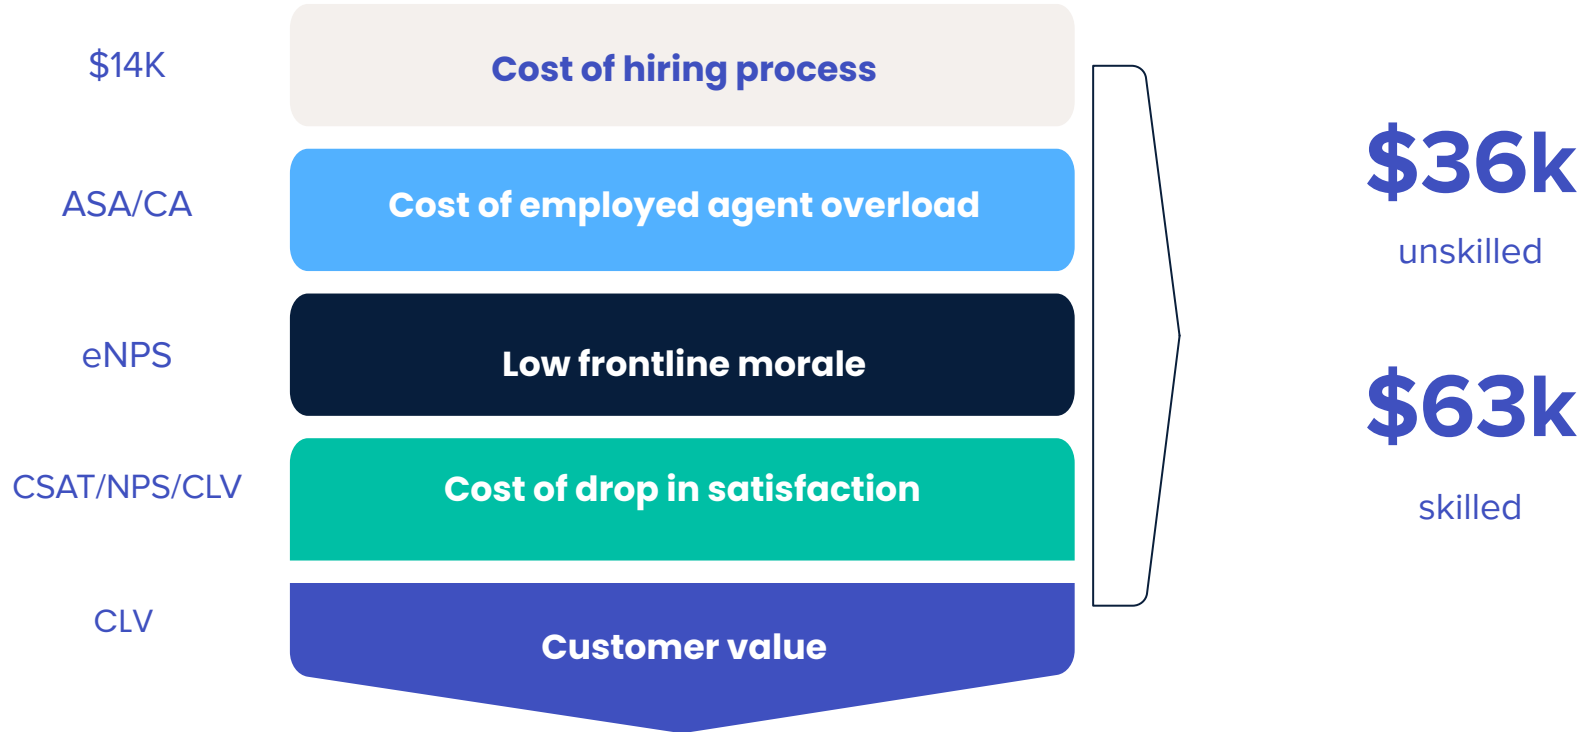 $14K
Cost of hiring process
ASA/CA
Cost of employed agent overload
eNPS
Low frontline morale
CSAT/NPS/CLV
Cost of drop in satisfaction
CLV
Customer value
$36k
unskilled
$63k
skilled